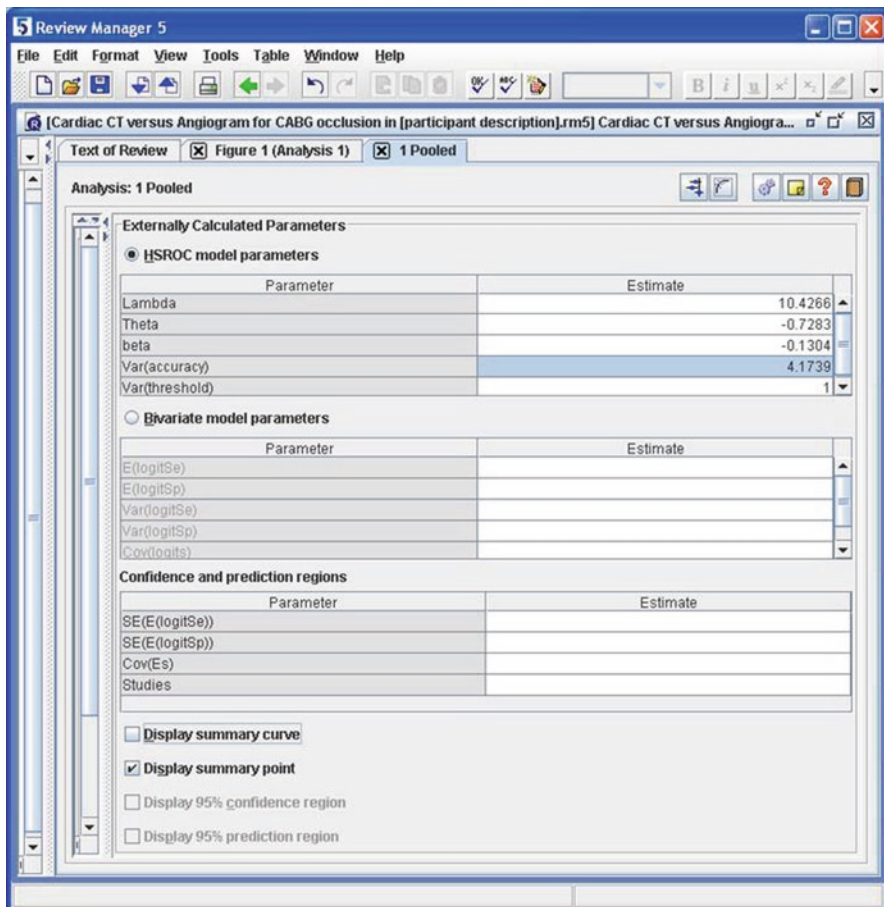 5 Review Manager 5
File Edit Format View Tools Table Window Help
OK ABC B i u x² x₂
[Cardiac CT versus Angiogram for CABG occlusion in [participant description].rm5] Cardiac CT versus Angiogra...
Text of Review Figure 1 (Analysis 1) 1 Pooled
Analysis: 1 Pooled
Externally Calculated Parameters
HSROC model parameters
Parameter Estimate
Lambda 10.4266
Theta -0.7283
beta -0.1304
Var(accuracy) 4.1739
Var(threshold) 1
Bivariate model parameters
Parameter Estimate
E(logitSe)
E(logitSp)
Var(logitSe)
Var(logitSp)
Cov(logits)
Confidence and prediction regions
Parameter Estimate
SE(E(logitSe))
SE(E(logitSp))
Cov(Es)
Studies
Display summary curve
Display summary point
Display 95% confidence region
Display 95% prediction region